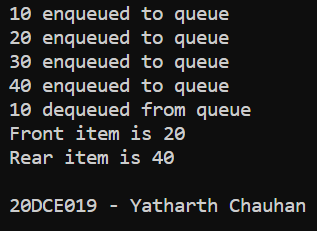 10 enqueued to queue
20 enqueued to queue
30 enqueued to queue
40 enqueued to queue
10 dequeued from queue
Front item is 20
Rear item is 40
20DCE019 - Yatharth Chauhan